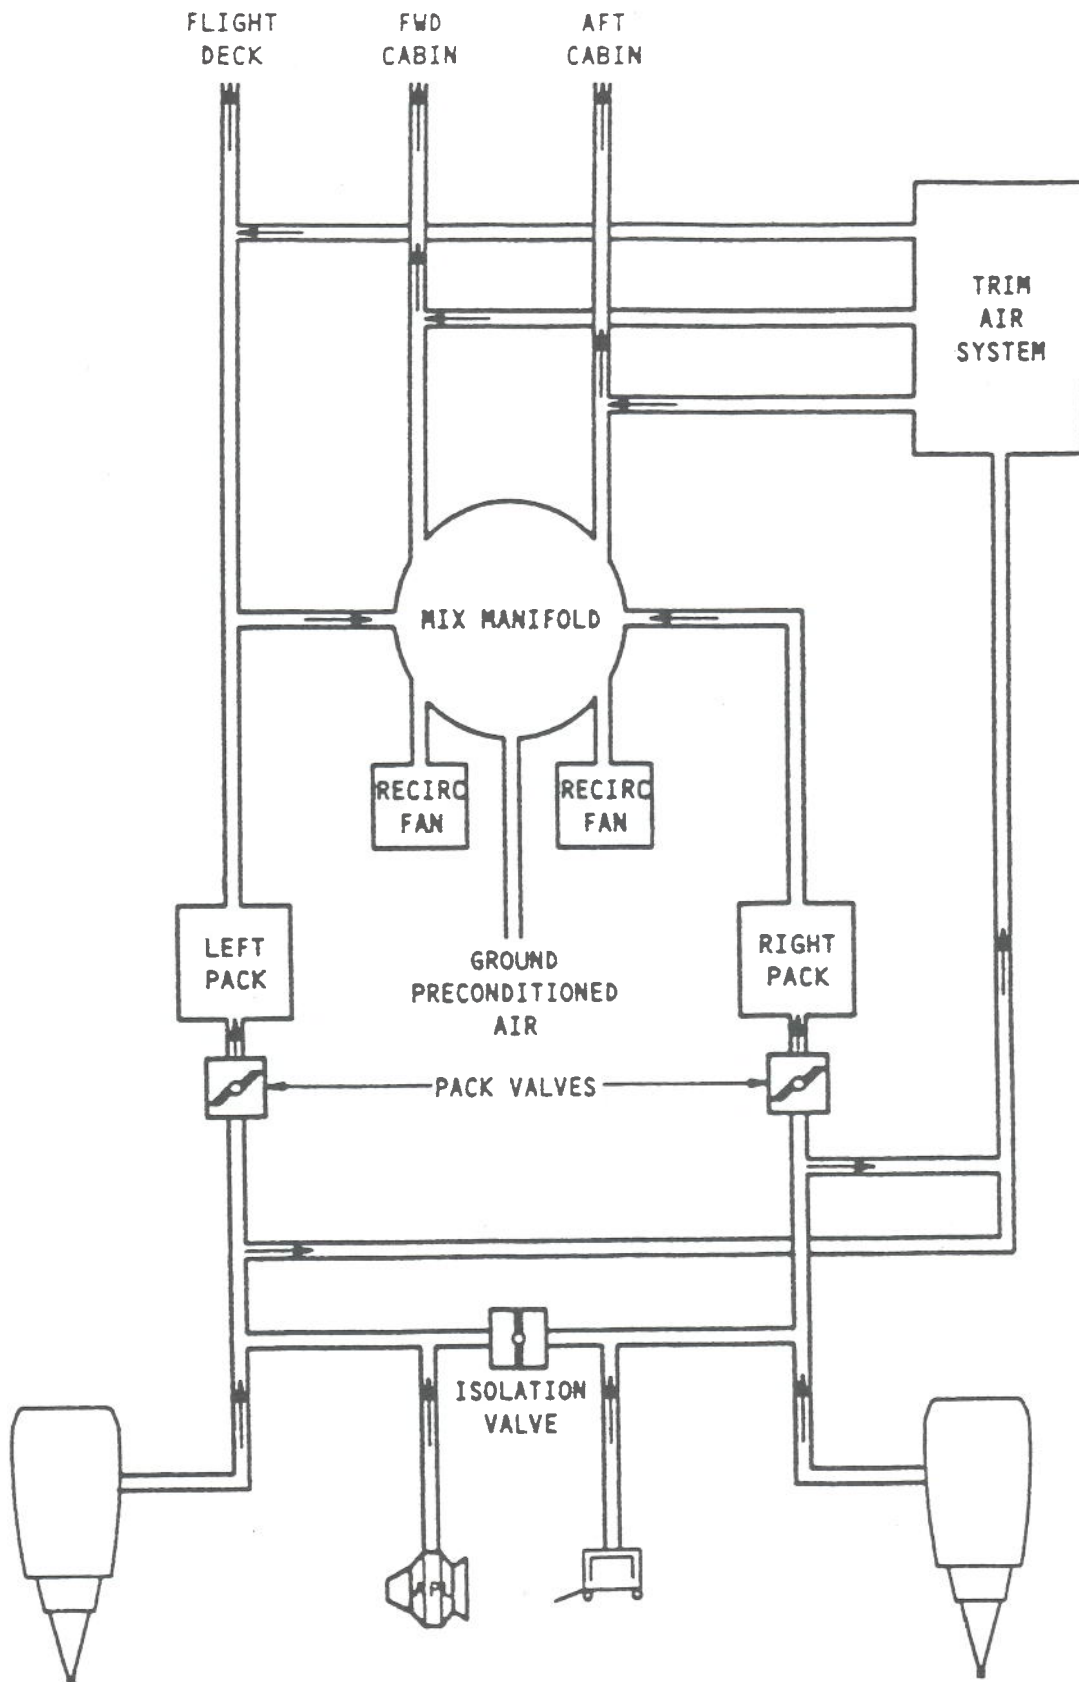 FLIGHT
DECK
FWD
CABIN
AFT
CABIN
TRIM
AIR
SYSTEM
MIX MANIFOLD
RECIRC
FAN
RECIRC
FAN
LEFT
PACK
GROUND
PRECONDITIONED
AIR
RIGHT
PACK
PACK VALVES
ISOLATION
VALVE